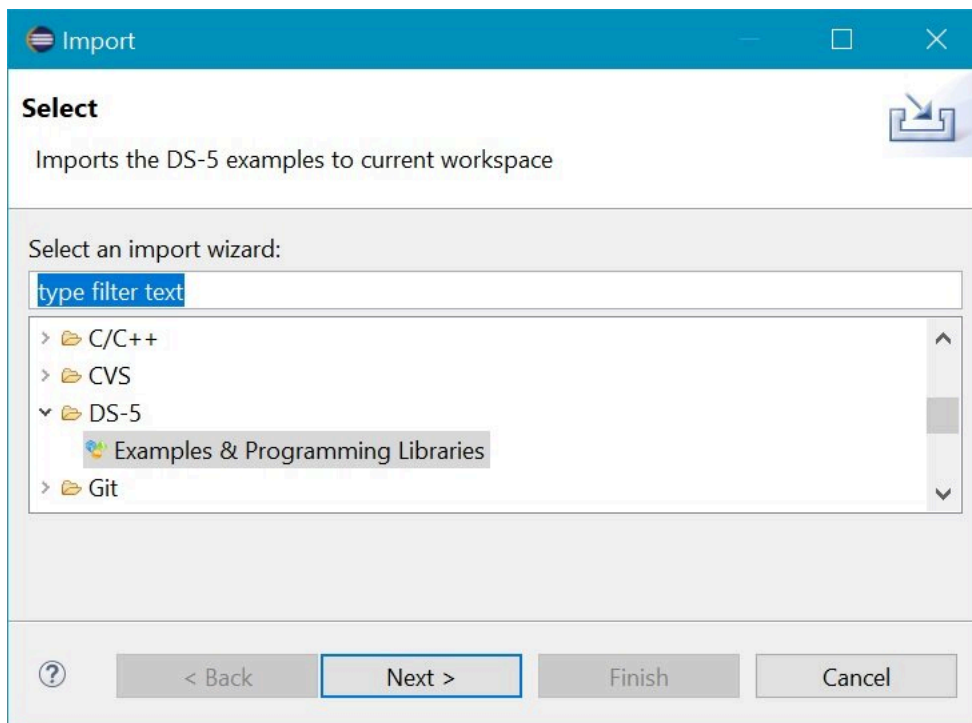 Import
Select
Imports the DS-5 examples to current workspace
Select an import wizard:
type filter text
C/C++
CVS
DS-5
Examples & Programming Libraries
Git
?
< Back Next > Finish Cancel